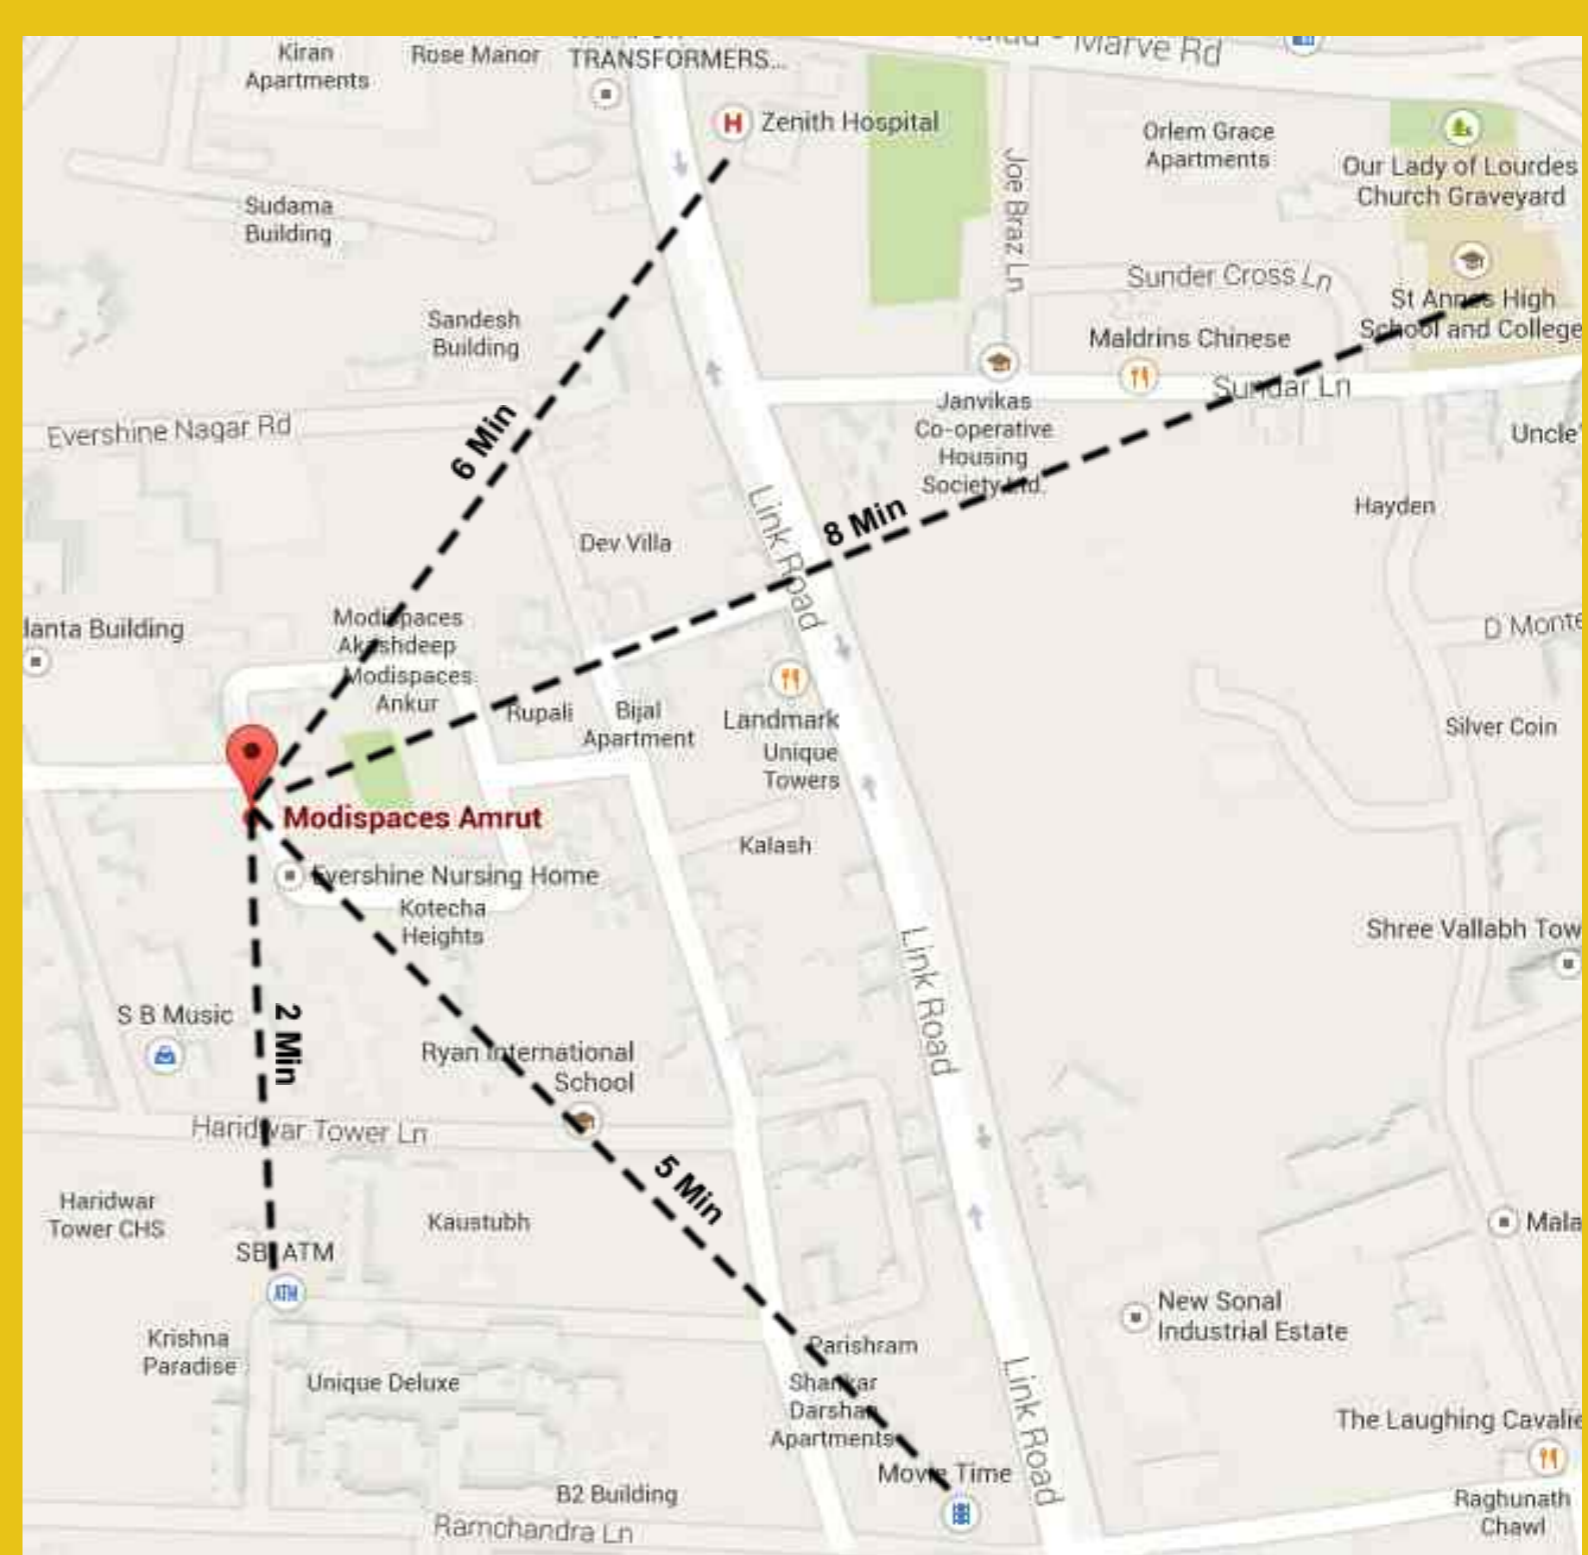 Kiran
Apartments
Rose Manor
TRANSFORMERS...
Marve Rd
Zenith Hospital
Orlem Grace
Apartments
Our Lady of Lourdes
Church Graveyard
Joe Braz Ln
Sudama
Building
Sunder Cross Ln
St Annes High
School and College
Sandesh
Building
Maldrins Chinese
Sundar Ln
Janvikas
Co-operative
Housing
Society Ltd.
Evershine Nagar Rd
6 Min
Uncle'
Link Road
8 Min
Hayden
Dev Villa
Modispaces
Akashdeep
Modispaces
Ankur
lanta Building
D Monte
Rupali
Bijal
Apartment
Landmark
Unique
Towers
Silver Coin
Modispaces Amrut
Kalash
Evershine Nursing Home
Kotecha
Heights
Link Road
Shree Vallabh Tow
S B Music
2 Min
Ryan International
School
Haridwar Tower Ln
5 Min
Haridwar
Tower CHS
Kaustubh
SBI ATM
ATM
Mala
New Sonal
Industrial Estate
Krishna
Paradise
Unique Deluxe
Parishram
Shankar
Darshan
Apartments
Link Road
The Laughing Cavalie
Movie Time
B2 Building
Raghunath
Chawl
Ramchandra Ln